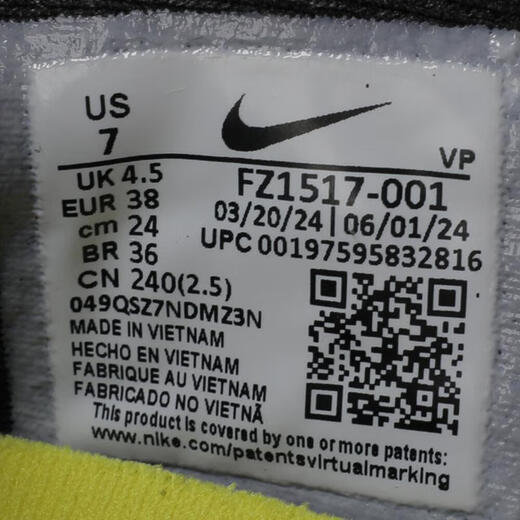 US
7
VP
UK 4.5
EUR 38
cm 24
BR 36
CN 240(2.5)
FZ1517-001
03/20/24 | 06/01/24
UPC 00197595832816
049QSZ7NDMZ3N
MADE IN VIETNAM
HECHO EN VIETNAM
FABRIQUE AU VIETNAM
FABRICADO NO VIETNÃ
This product is covered by one or more patents:
www.nike.com/patentsvirtualmarking